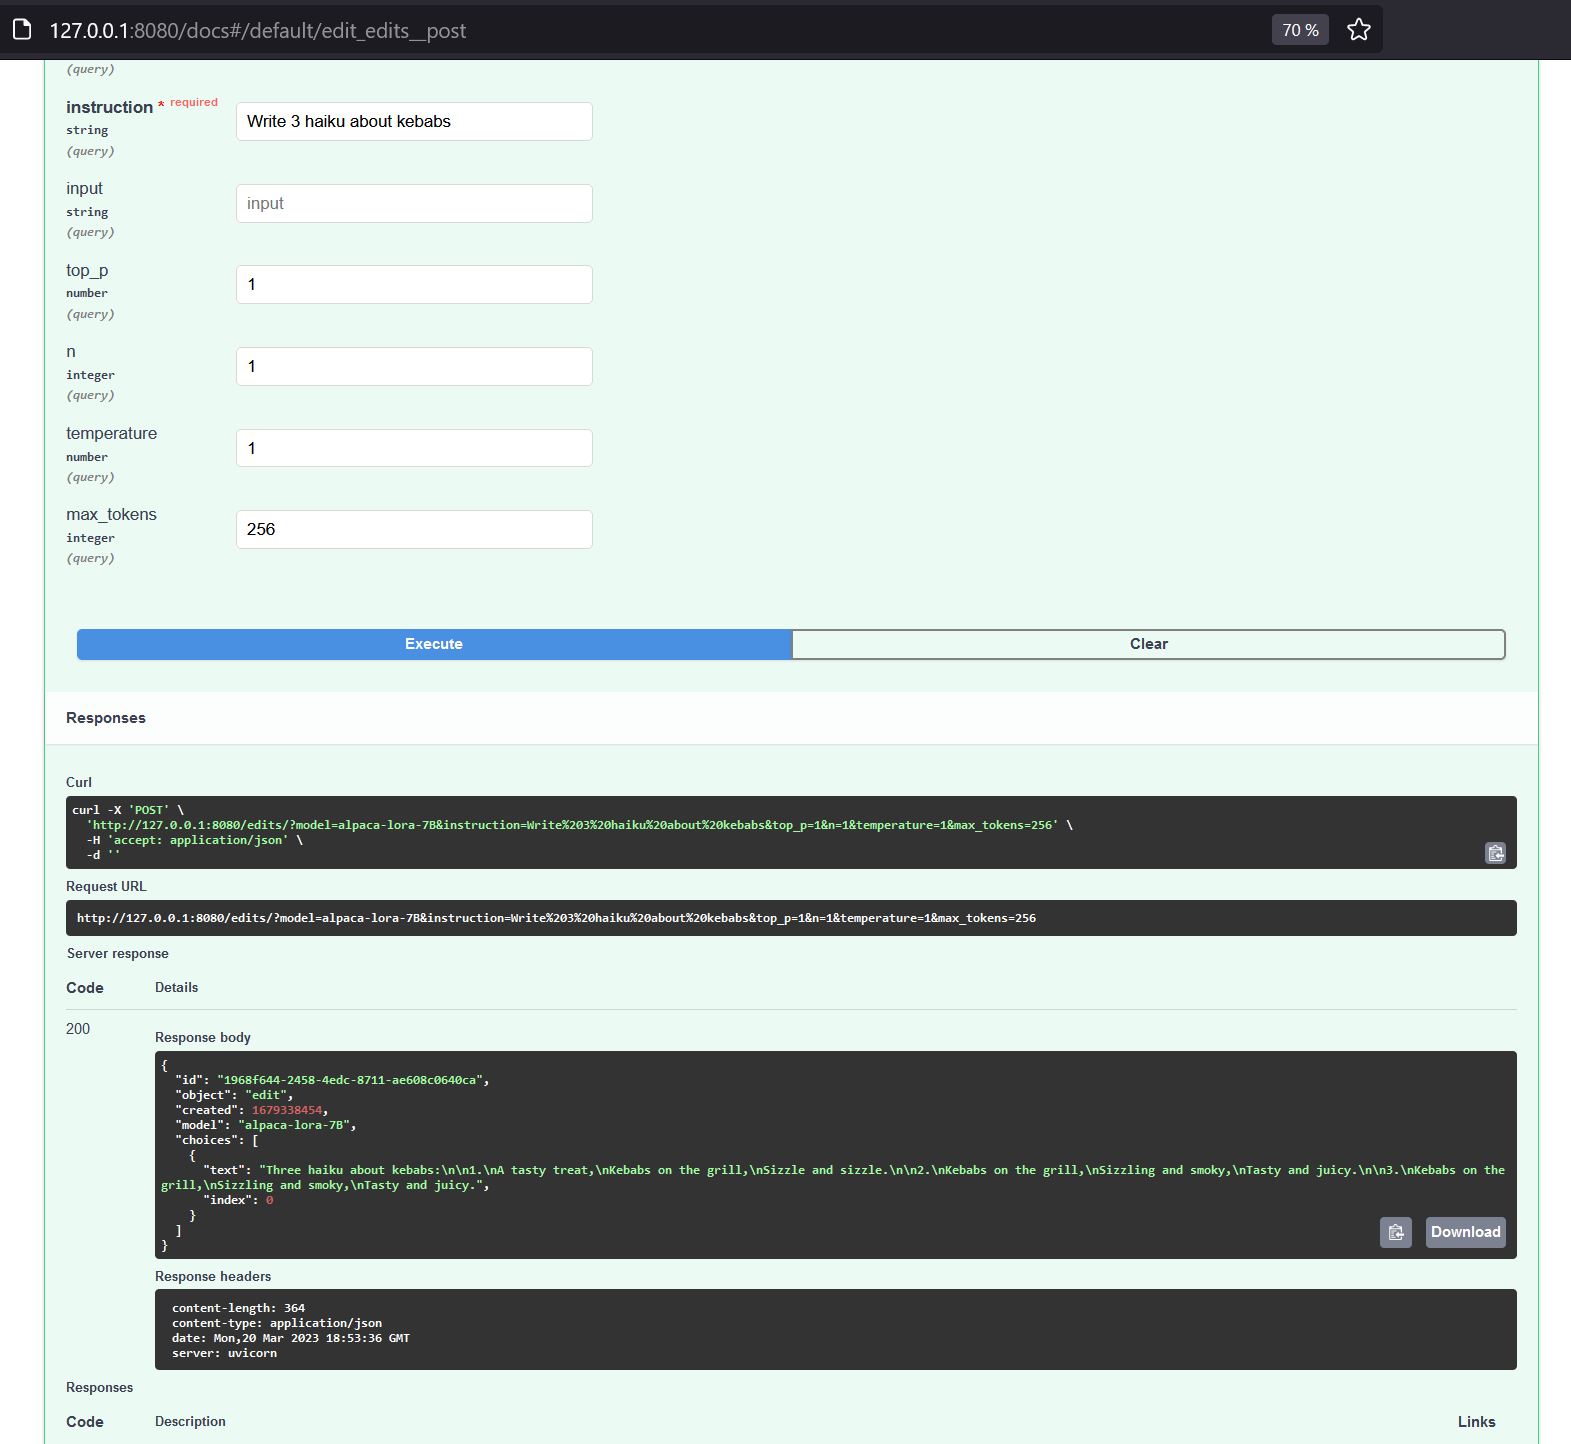 127.0.0.1:8080/docs#/default/edit_edits__post
70 %
(query)
instruction * required
string
(query)
Write 3 haiku about kebabs
input
string
(query)
input
top_p
number
(query)
1
n
integer
(query)
1
temperature
number
(query)
1
max_tokens
integer
(query)
256
Execute
Clear
Responses
Curl
curl -X 'POST' \
'http://127.0.0.1:8080/edits/?model=alpaca-lora-7B&instruction=Write%203%20haiku%20about%20kebabs&top_p=1&n=1&temperature=1&max_tokens=256' \
-H 'accept: application/json' \
-d ''
Request URL
http://127.0.0.1:8080/edits/?model=alpaca-lora-7B&instruction=Write%203%20haiku%20about%20kebabs&top_p=1&n=1&temperature=1&max_tokens=256
Server response
Code Details
200
Response body
{
"id": "1968f644-2458-4edc-8711-ae608c0640ca",
"object": "edit",
"created": 1679338454,
"model": "alpaca-lora-7B",
"choices": [
{
"text": "Three haiku about kebabs:\n\n1.\nA tasty treat,\nKebabs on the grill,\nSizzle and sizzle.\n\n2.\nKebabs on the grill,\nSizzling and smoky,\nTasty and juicy.\n\n3.\nKebabs on the
grill,\nSizzling and smoky,\nTasty and juicy.",
"index": 0
}
]
}
Download
Response headers
content-length: 364
content-type: application/json
date: Mon,20 Mar 2023 18:53:36 GMT
server: uvicorn
Responses
Code Description Links